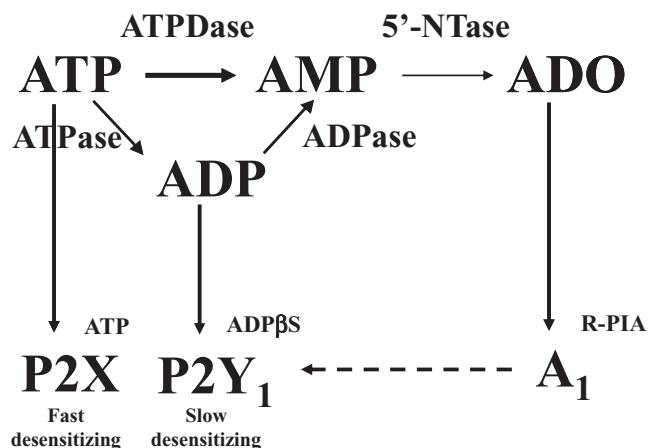 ATPDase 5’-NTase
ATP AMP ADO
ATPase ADPase
ADP
ATP ADPβS R-PIA
P2X P2Y1 A1
Fast Slow
desensitizing desensitizing